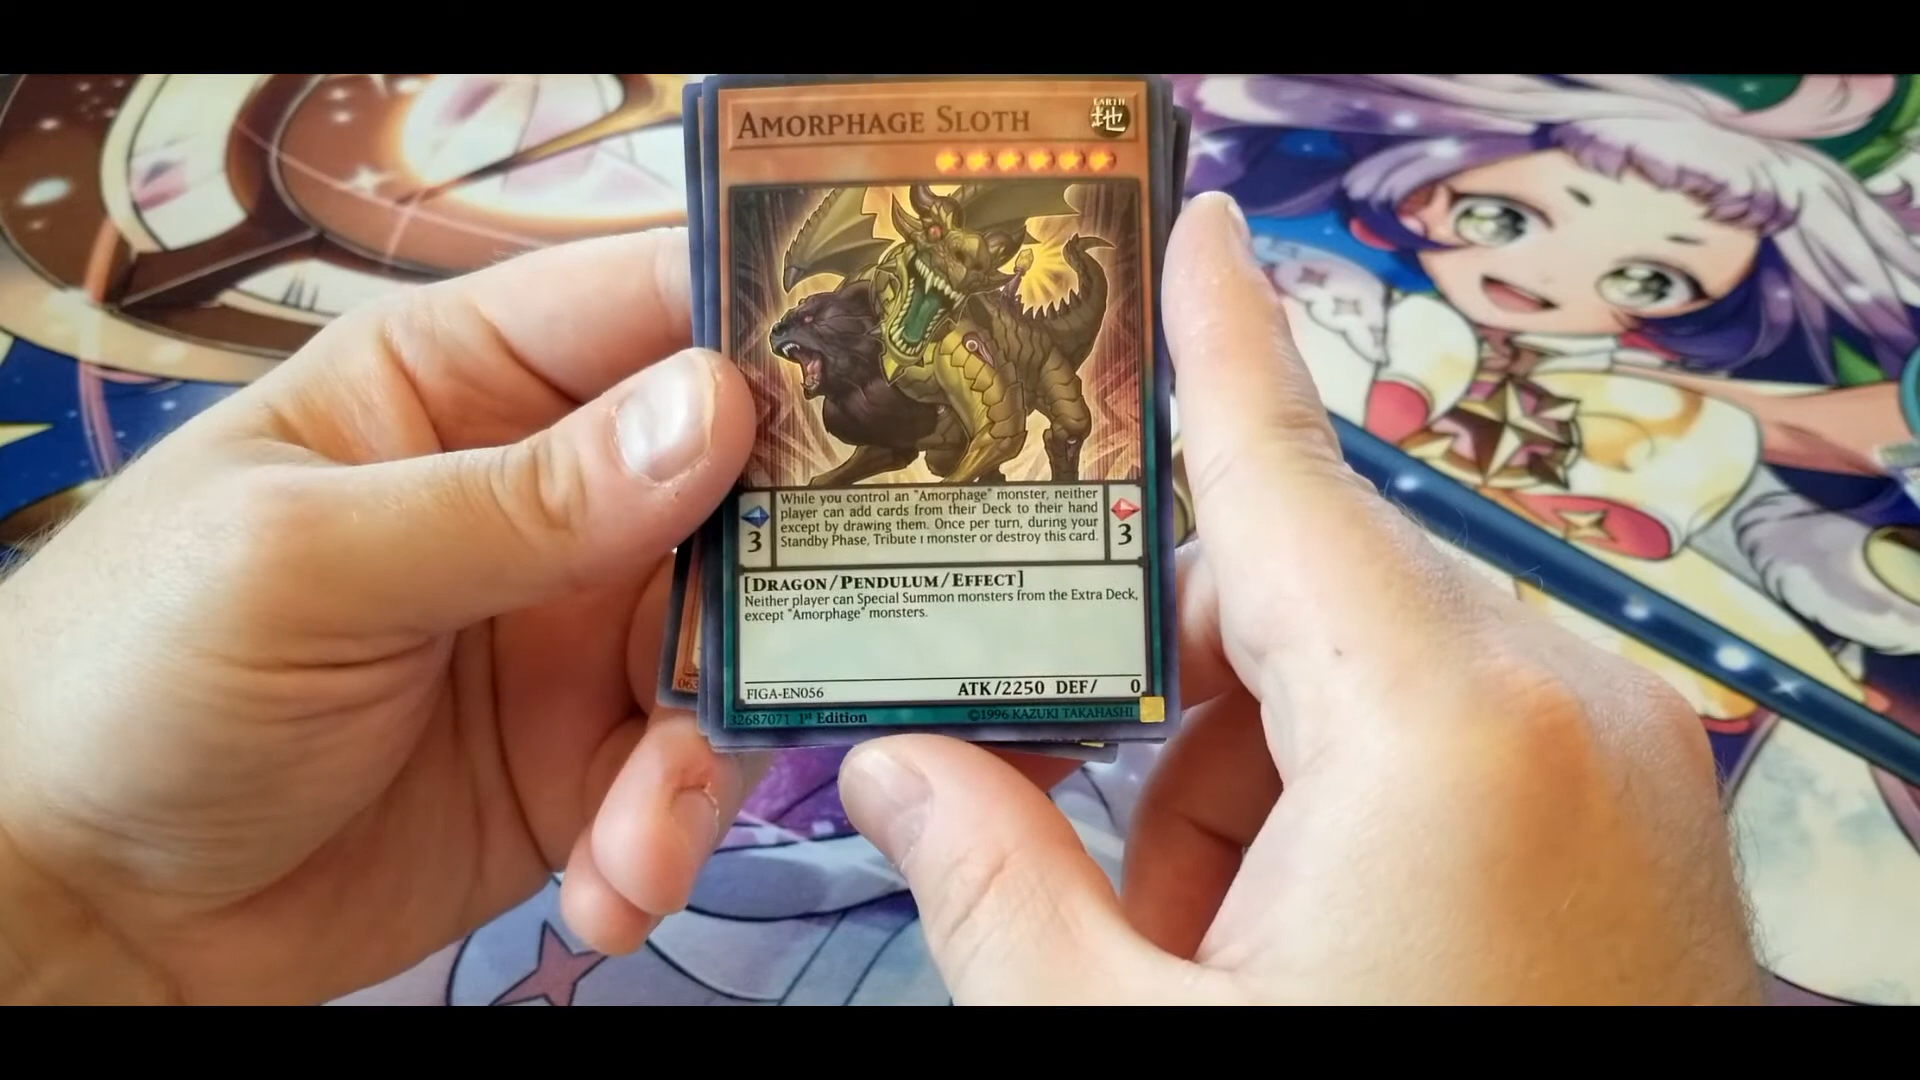 AMORPHAGE SLOTH
EARTH
地
While you control an "Amorphage" monster, neither
player can add cards from their Deck to their hand
except by drawing them. Once per turn, during your
Standby Phase, Tribute 1 monster or destroy this card.
3
3
[DRAGON/PENDULUM/EFFECT]
Neither player can Special Summon monsters from the Extra Deck,
except "Amorphage" monsters.
FIGA-EN056
ATK/2250 DEF/ 0
32687071 1st Edition
©1996 KAZUKI TAKAHASHI
063